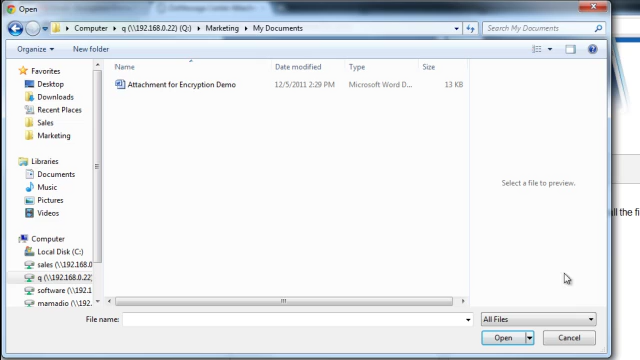 Open
Computer ▸ q (\\192.168.0.22) (Q:) ▸ Marketing ▸ My Documents
Search My Documents
Organize
New folder
Name
Date modified
Type
Size
Attachment for Encryption Demo
12/5/2011 2:29 PM
Microsoft Word D...
13 KB
Favorites
Desktop
Downloads
Recent Places
Sales
Marketing
Libraries
Documents
Music
Pictures
Videos
Computer
Local Disk (C:)
sales (\\192.168.0
q (\\192.168.0.22)
software (\\192.1
mamadio (\\192.
Select a file to preview.
all the fi
File name:
All Files
Open
Cancel